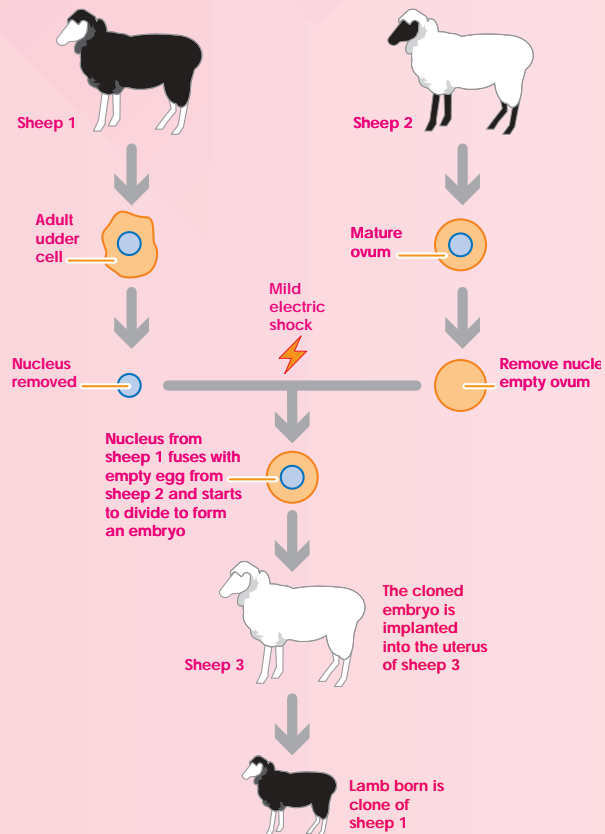 Sheep 1
Sheep 2
Adult
udder
cell
Mature
ovum
Mild
electric
shock
Nucleus
removed
Remove nucle
empty ovum
Nucleus from
sheep 1 fuses with
empty egg from
sheep 2 and starts
to divide to form
an embryo
The cloned
embryo is
implanted
into the uterus
of sheep 3
Sheep 3
Lamb born is
clone of
sheep 1